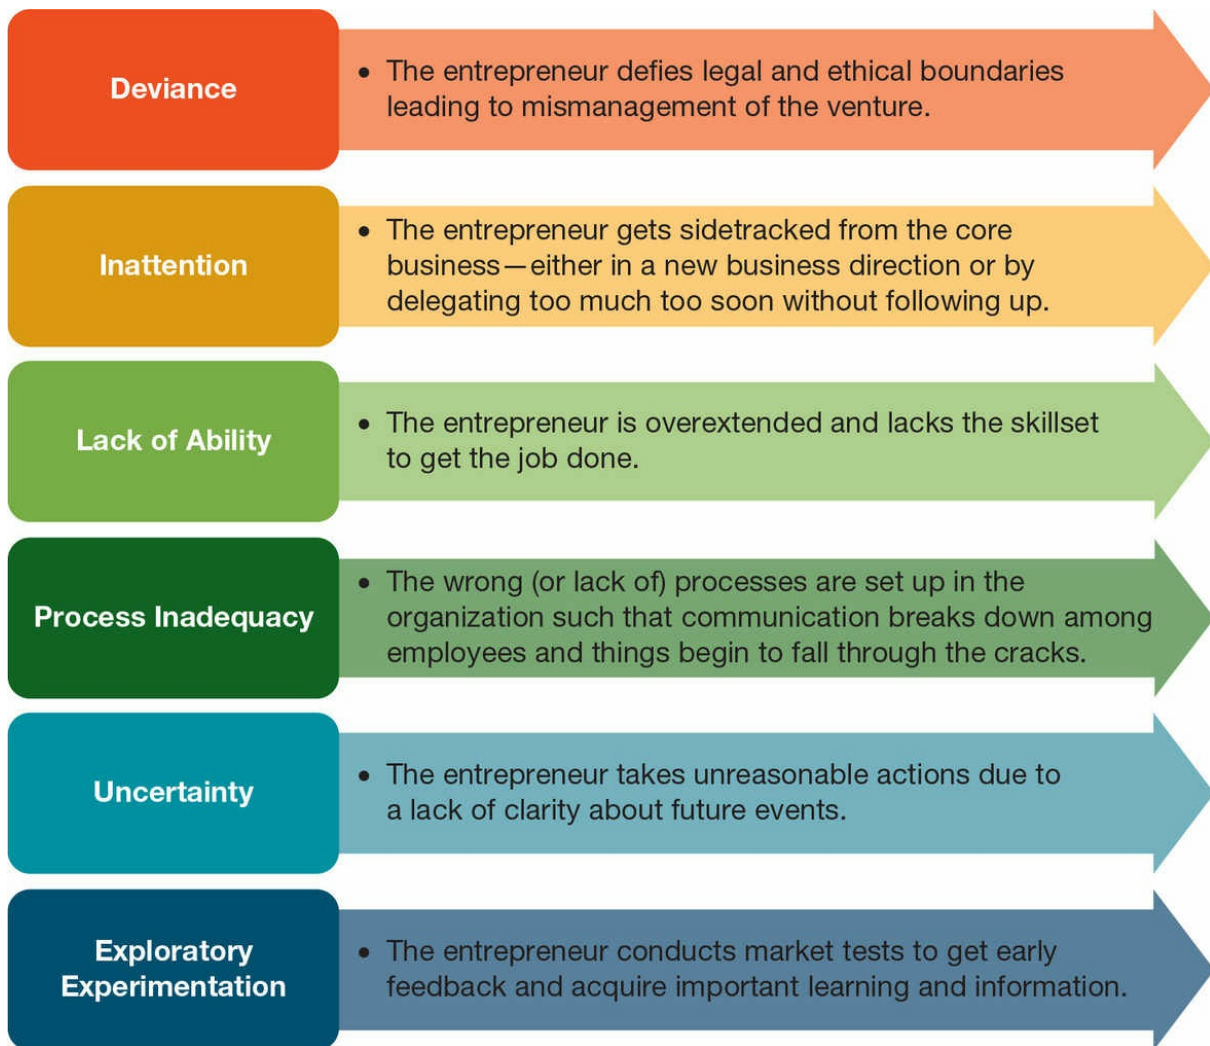 Deviance
• The entrepreneur defies legal and ethical boundaries
leading to mismanagement of the venture.
Inattention
• The entrepreneur gets sidetracked from the core
business—either in a new business direction or by
delegating too much too soon without following up.
Lack of Ability
• The entrepreneur is overextended and lacks the skillset
to get the job done.
Process Inadequacy
• The wrong (or lack of) processes are set up in the
organization such that communication breaks down among
employees and things begin to fall through the cracks.
Uncertainty
• The entrepreneur takes unreasonable actions due to
a lack of clarity about future events.
Exploratory
Experimentation
• The entrepreneur conducts market tests to get early
feedback and acquire important learning and information.